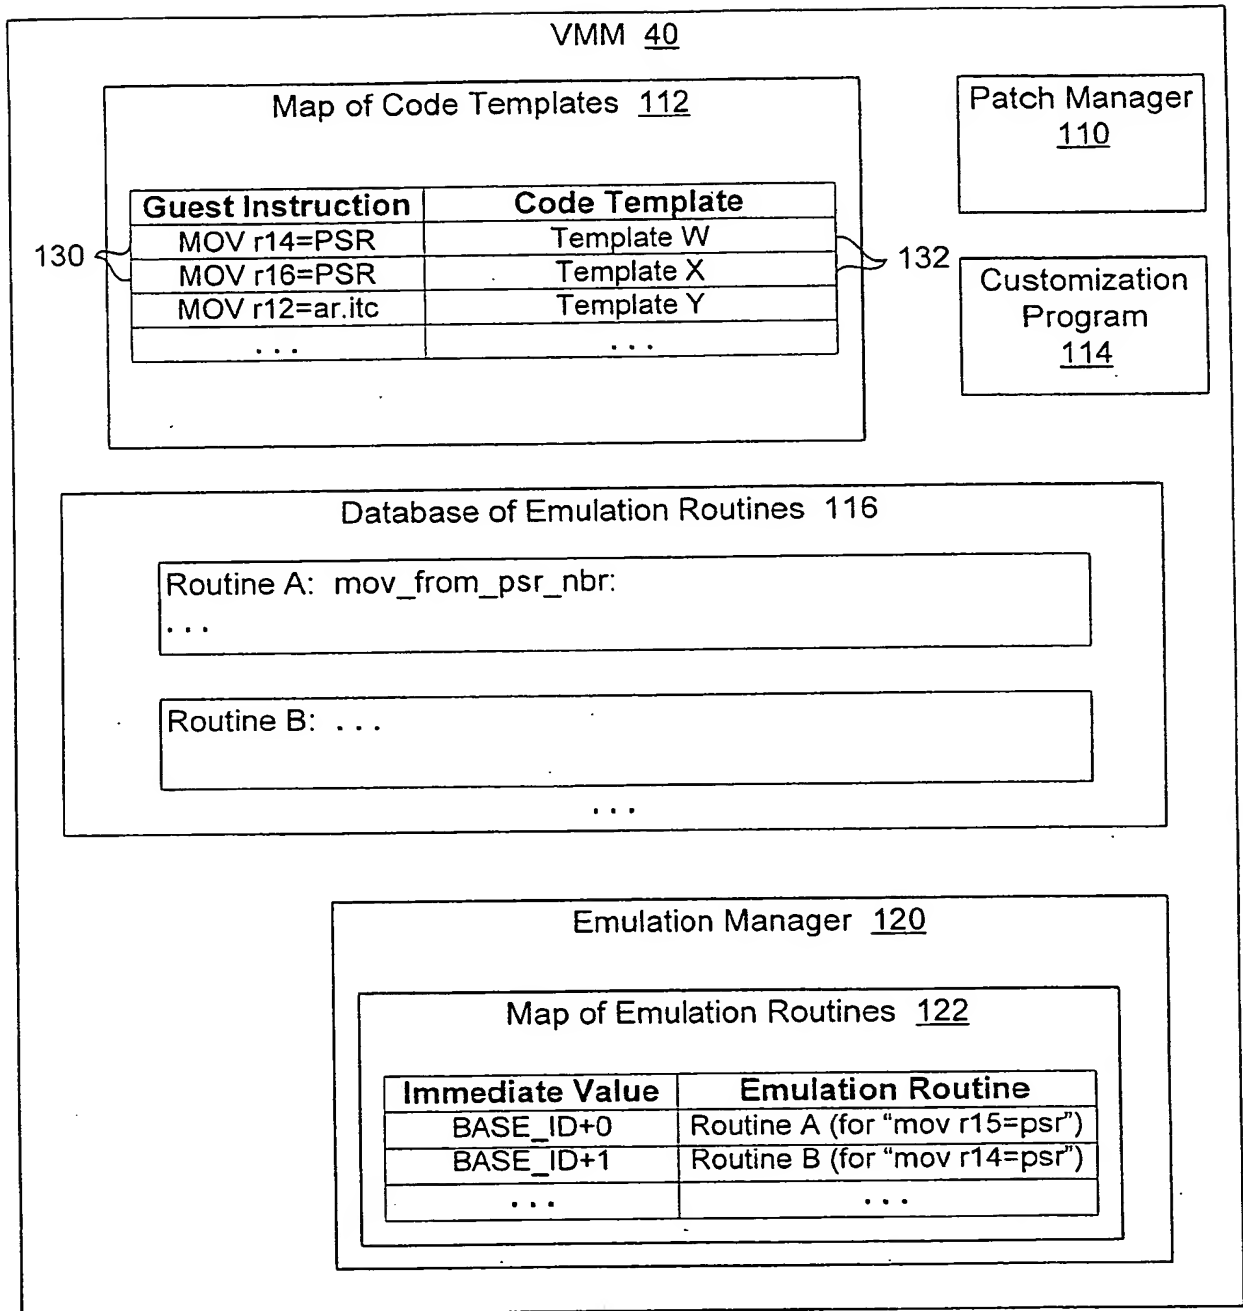 VMM 40
Map of Code Templates 112
Patch Manager
110
Guest Instruction Code Template
MOV r14=PSR Template W
130 132
MOV r16=PSR Template X
MOV r12=ar.itc Template Y
... ...
Customization
Program
114
Database of Emulation Routines 116
Routine A: mov_from_psr_nbr:
...
Routine B: ...
...
Emulation Manager 120
Map of Emulation Routines 122
Immediate Value Emulation Routine
BASE_ID+0 Routine A (for “mov r15=psr”)
BASE_ID+1 Routine B (for “mov r14=psr”)
... ...